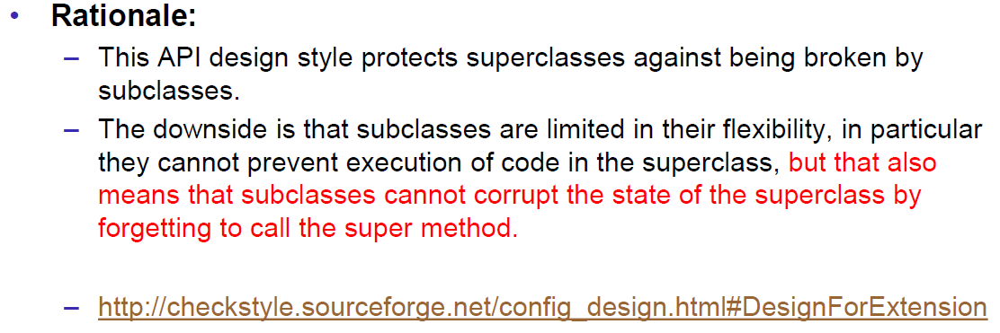 • Rationale:
– This API design style protects superclasses against being broken by
subclasses.
– The downside is that subclasses are limited in their flexibility, in particular
they cannot prevent execution of code in the superclass, but that also
means that subclasses cannot corrupt the state of the superclass by
forgetting to call the super method.
– http://checkstyle.sourceforge.net/config_design.html#DesignForExtension